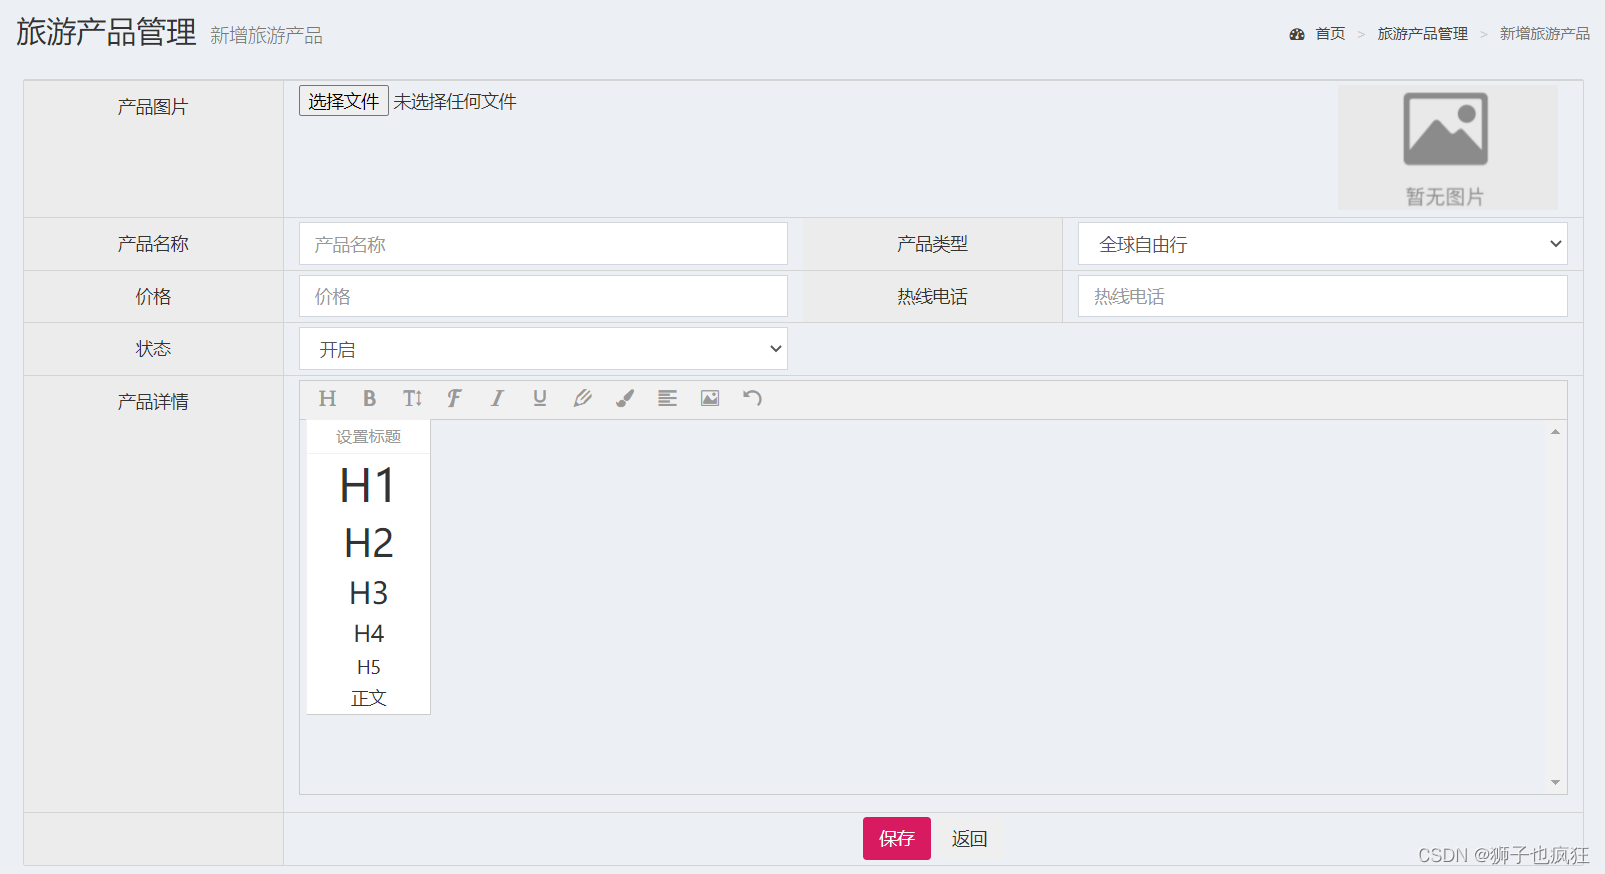 旅游产品管理 新增旅游产品
首页 > 旅游产品管理 > 新增旅游产品
产品图片
选择文件 未选择任何文件
暂无图片
产品名称
产品名称
产品类型
全球自由行
价格
价格
热线电话
热线电话
状态
开启
产品详情
H B T F I U
设置标题
H1
H2
H3
H4
H5
正文
保存 返回
CSDN @狮子也疯狂